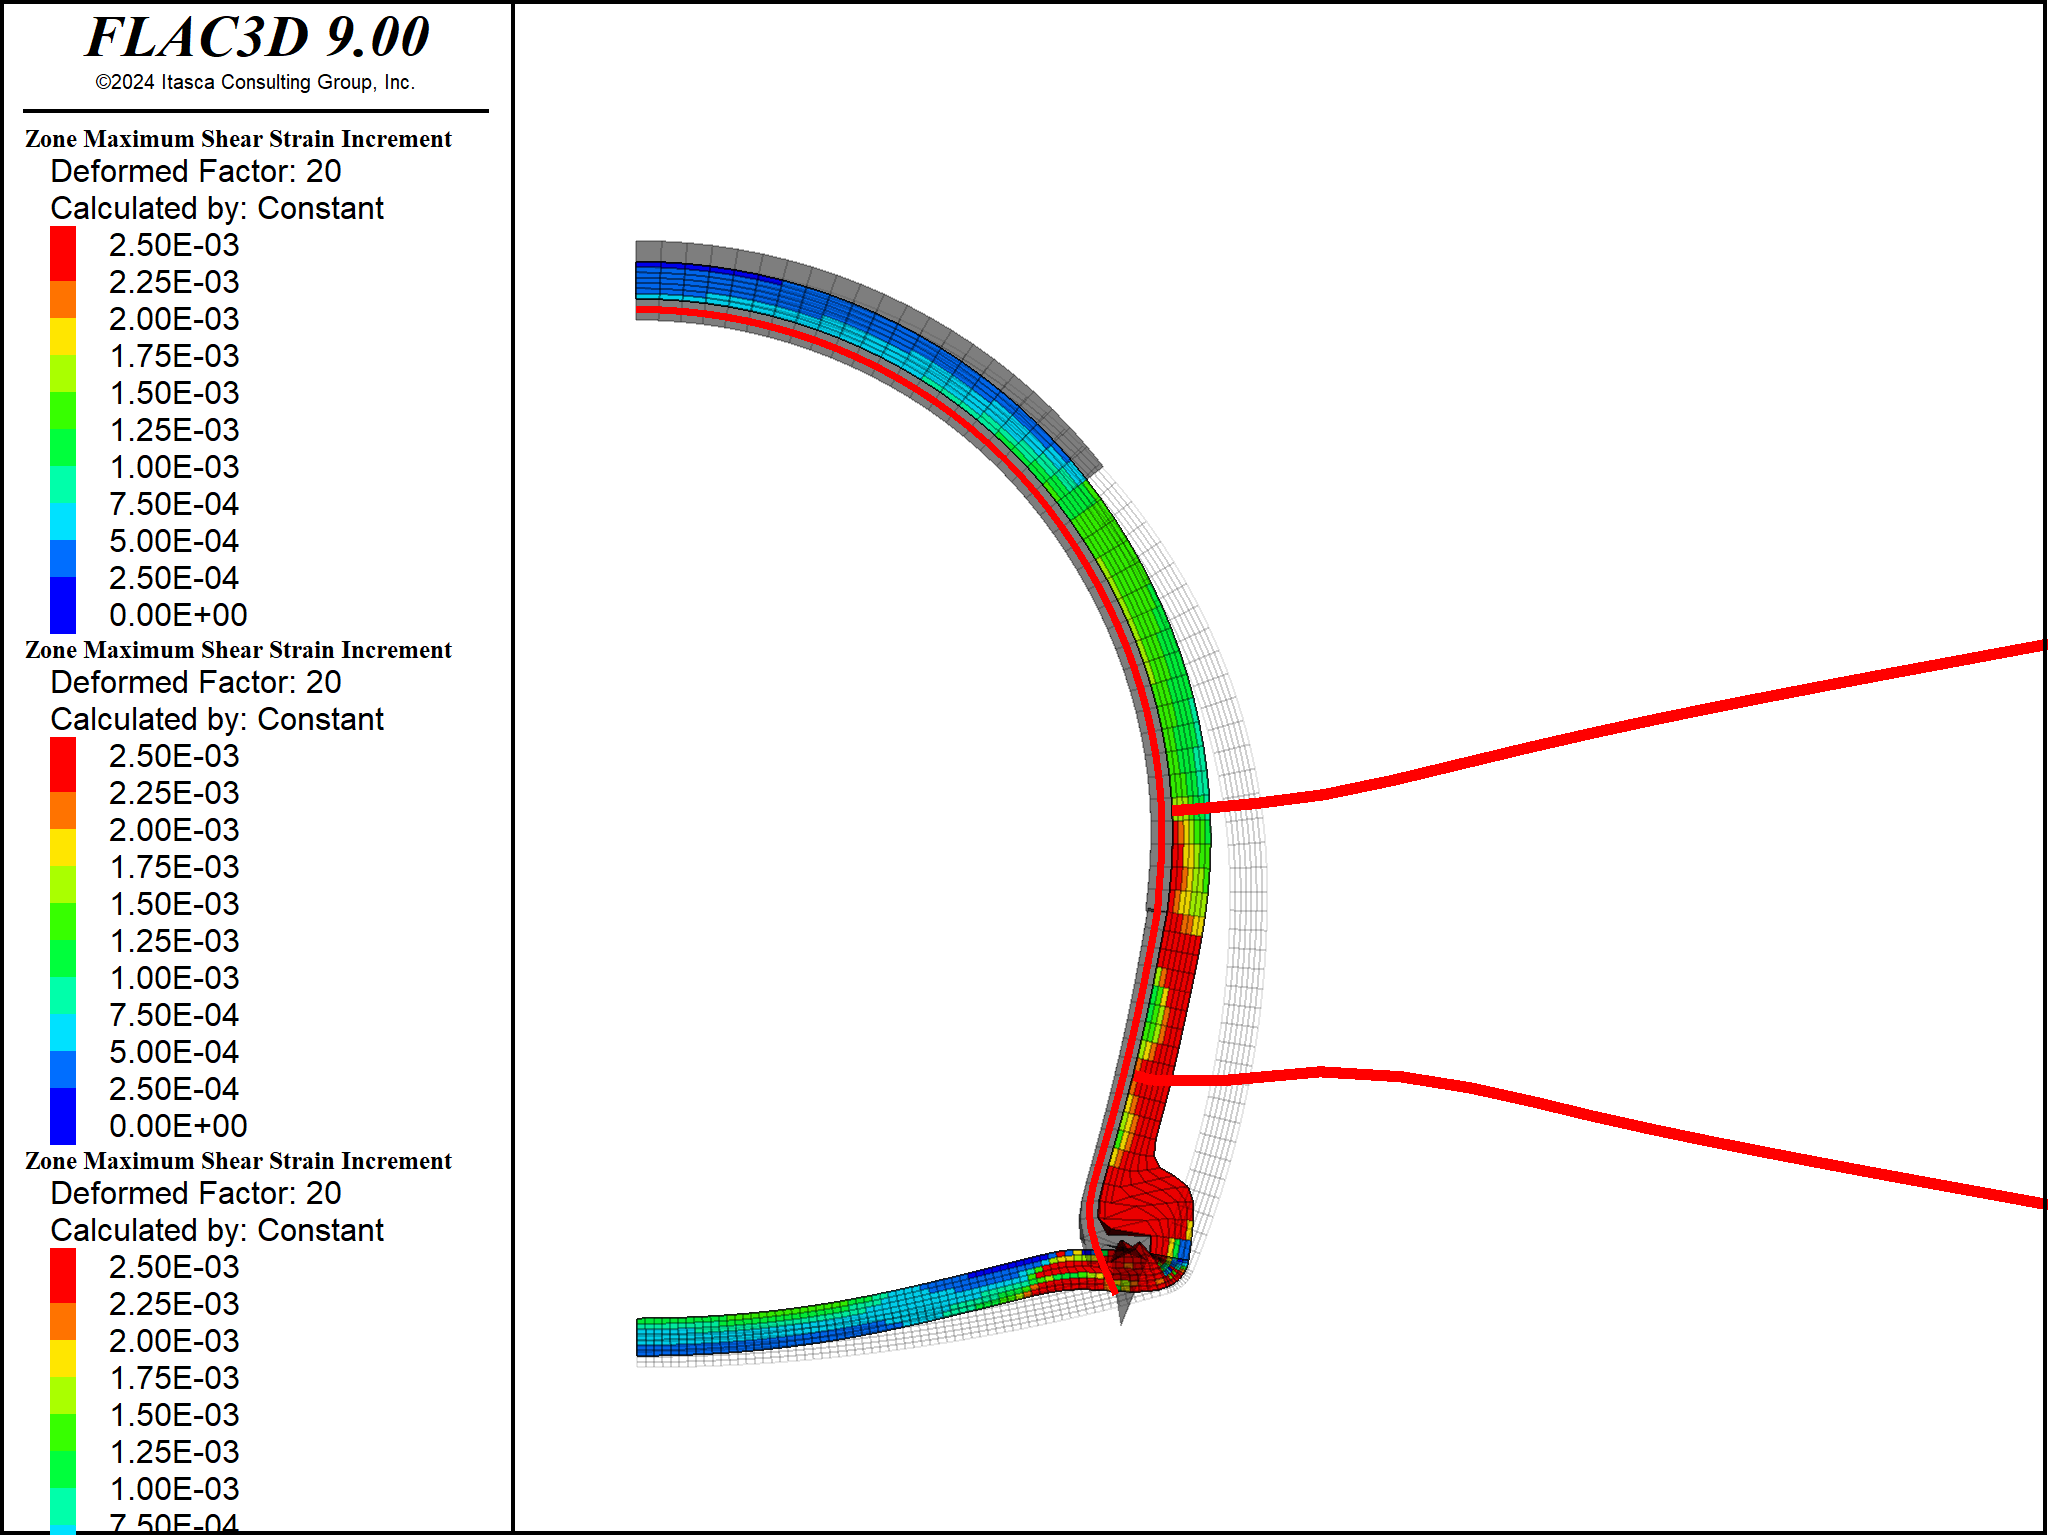 FLAC3D 9.00
©2024 Itasca Consulting Group, Inc.
Zone Maximum Shear Strain Increment
Deformed Factor: 20
Calculated by: Constant
2.50E-03
2.25E-03
2.00E-03
1.75E-03
1.50E-03
1.25E-03
1.00E-03
7.50E-04
5.00E-04
2.50E-04
0.00E+00
Zone Maximum Shear Strain Increment
Deformed Factor: 20
Calculated by: Constant
2.50E-03
2.25E-03
2.00E-03
1.75E-03
1.50E-03
1.25E-03
1.00E-03
7.50E-04
5.00E-04
2.50E-04
0.00E+00
Zone Maximum Shear Strain Increment
Deformed Factor: 20
Calculated by: Constant
2.50E-03
2.25E-03
2.00E-03
1.75E-03
1.50E-03
1.25E-03
1.00E-03
7.50E-04